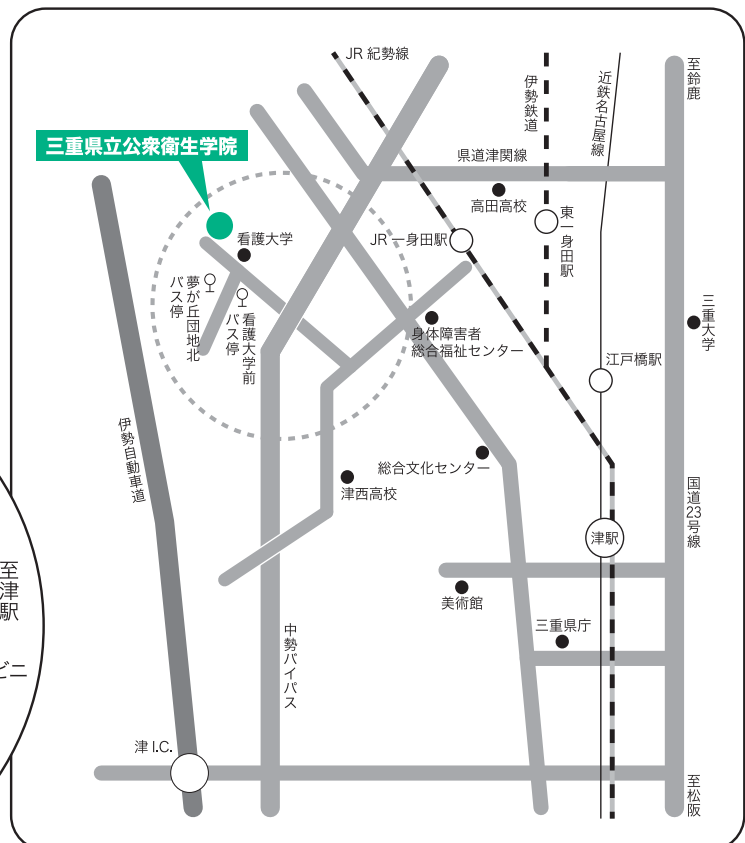 JR 紀勢線
至鈴鹿
伊勢鉄道
近鉄名古屋線
三重県立公衆衛生学院
県道津関線
高田高校
東一身田駅
JR 一身田駅
看護大学
夢が丘団地北
バス停
看護大学前
バス停
三重大学
身体障害者
総合福祉センター
江戸橋駅
伊勢自動車道
総合文化センター
津西高校
国道23号線
津駅
至津駅
美術館
三重県庁
中勢バイパス
ビニ
津 I.C.
至松阪